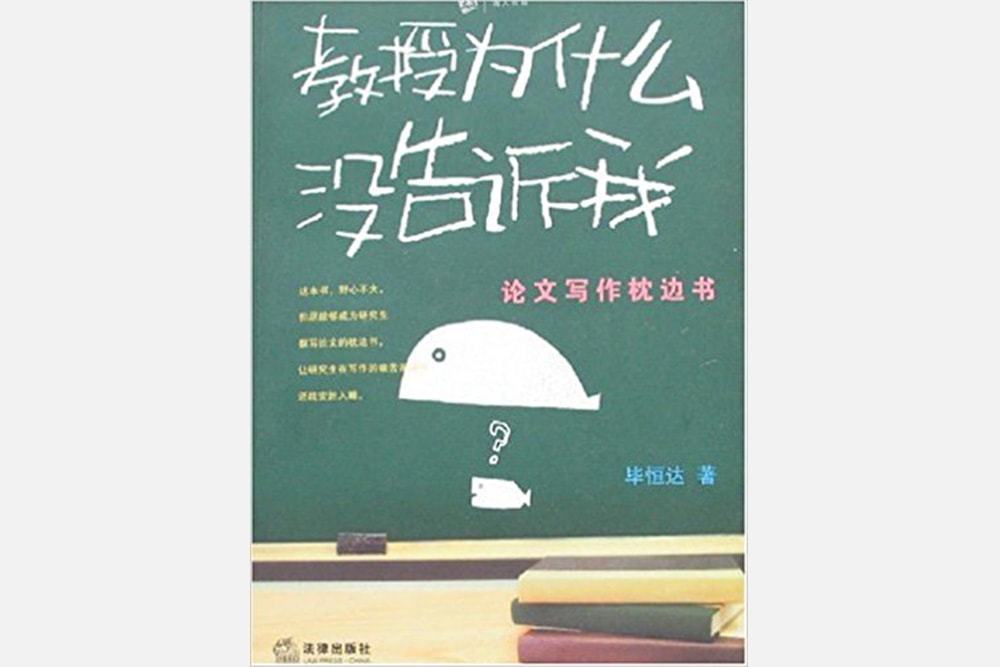 教授为什么
没告诉我
论文写作枕边书
这本书,野心不大。
但愿能够成为研究生
撰写论文的枕边书。
让研究生在写作的痛苦
还能安然入睡。
毕恒达 著
法律出版社
LAW PRESS·CHINA